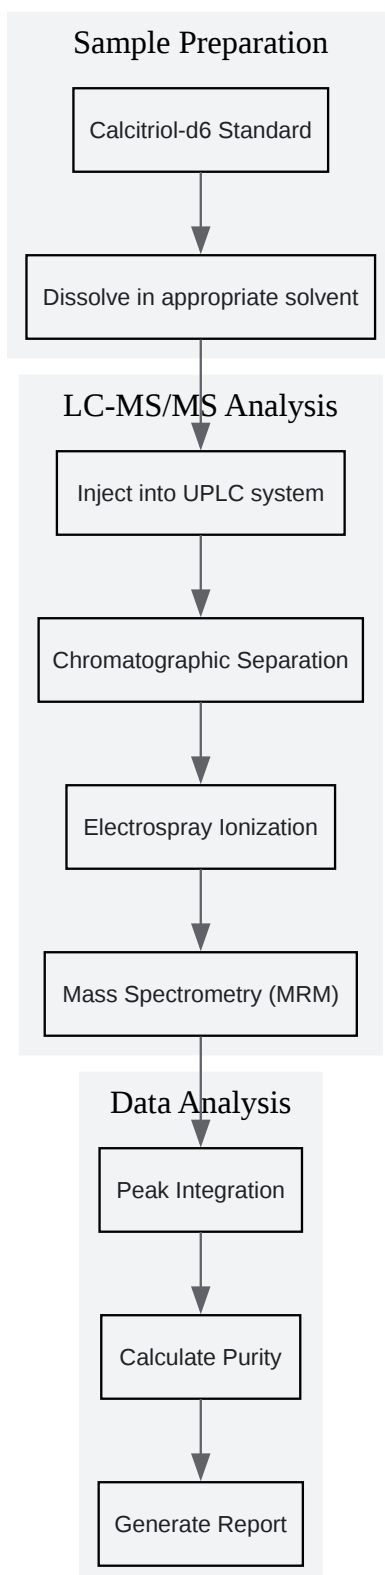 Sample Preparation
Calcitriol-d6 Standard
Dissolve in appropriate solvent
LC-MS/MS Analysis
Inject into UPLC system
Chromatographic Separation
Electrospray Ionization
Mass Spectrometry (MRM)
Data Analysis
Peak Integration
Calculate Purity
Generate Report